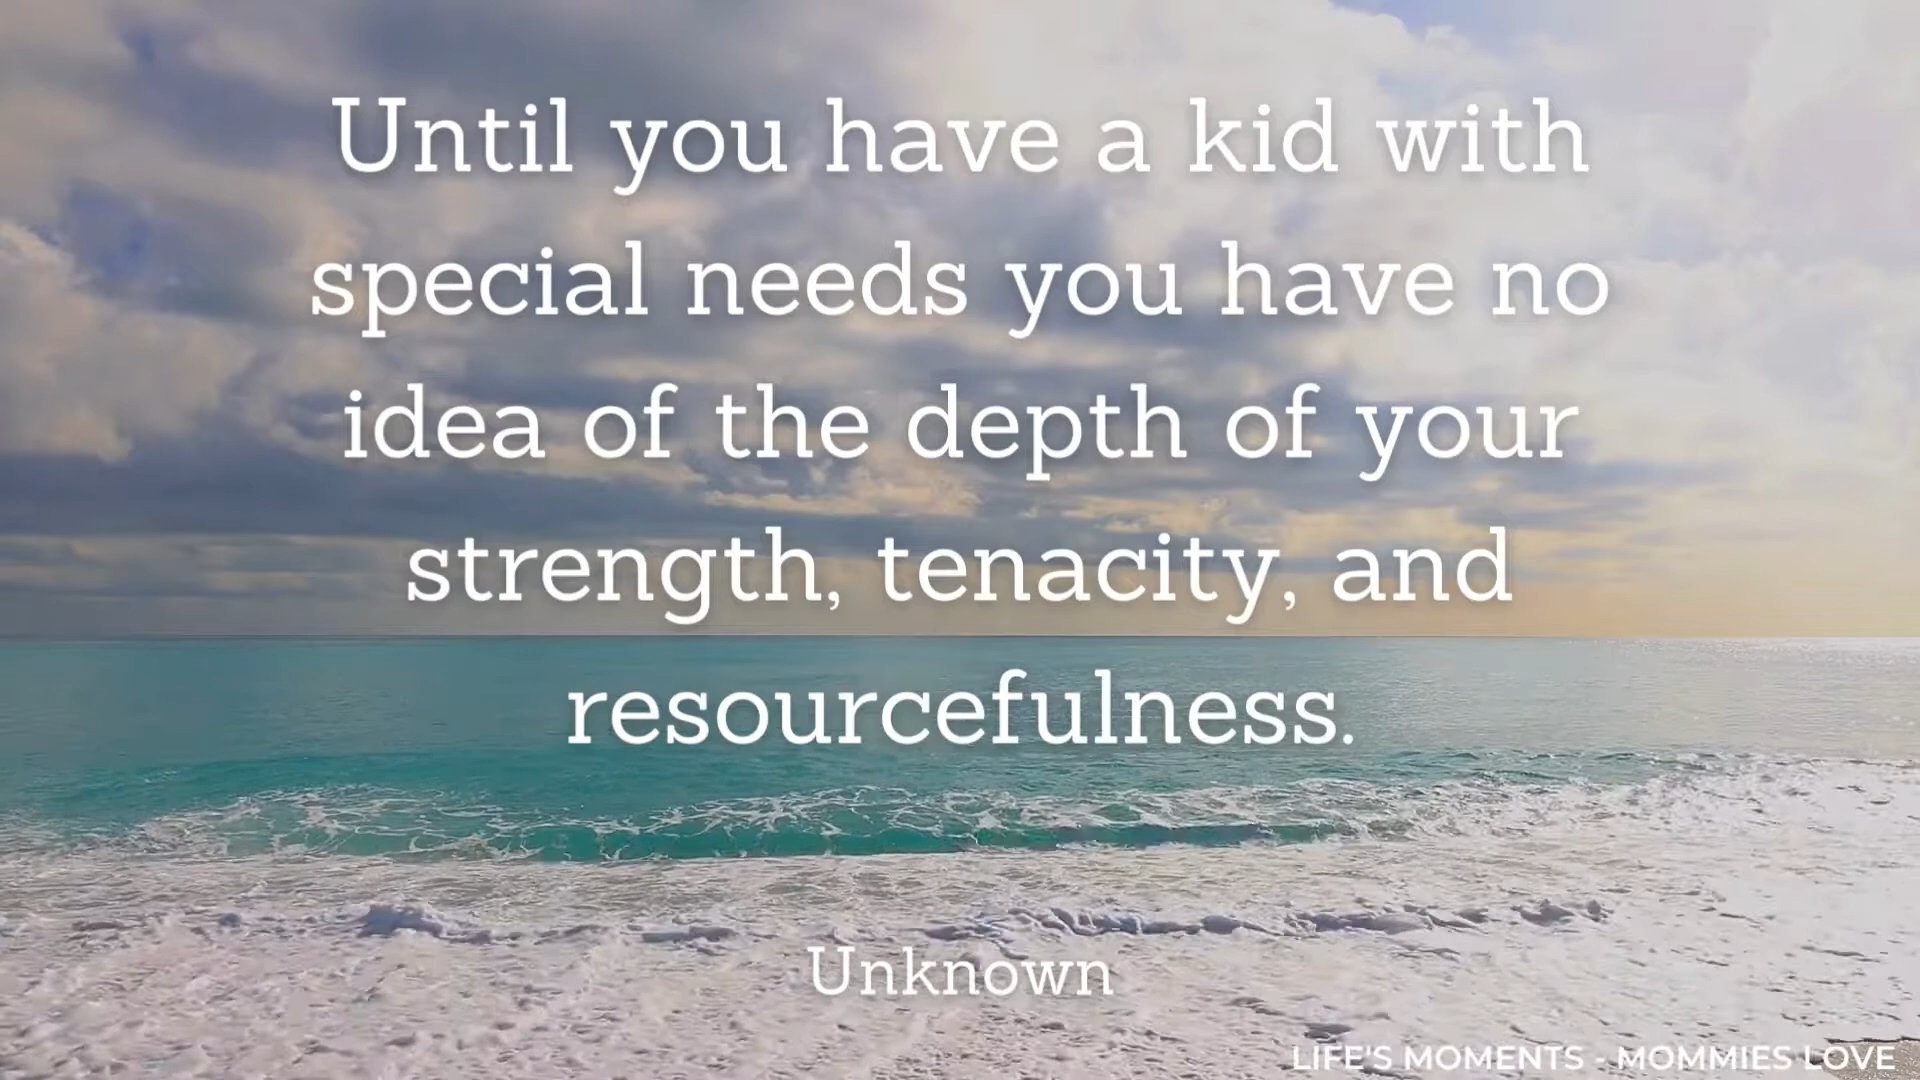 Until you have a kid with
special needs you have no
idea of the depth of your
strength, tenacity, and
resourcefulness.
Unknown
LIFE'S MOMENTS - MOMMIES LOVE